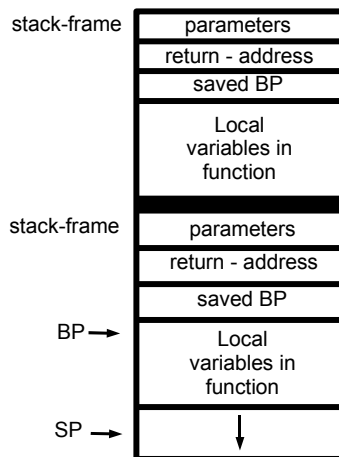 stack-frame
parameters
return - address
saved BP
Local
variables in
function
stack-frame
parameters
return - address
saved BP
BP
Local
variables in
function
SP